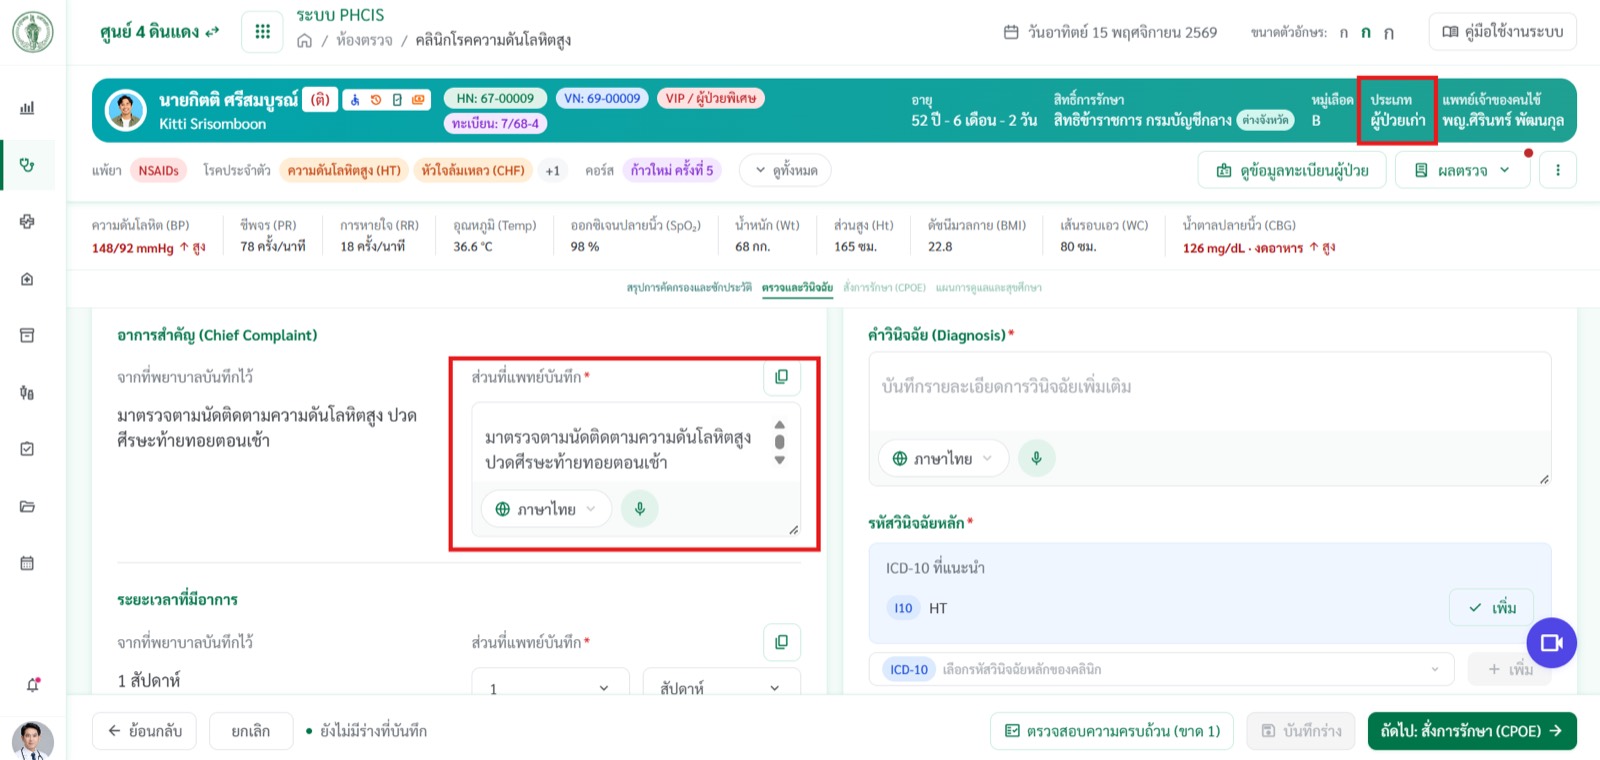 ศูนย์ 4 ดินแดง
ระบบ PHCIS
ห้องตรวจ / คลินิกโรคความดันโลหิตสูง
วันอาทิตย์ 15 พฤศจิกายน 2569
ขนาดตัวอักษร: ก ก ก
คู่มือใช้งานระบบ
นายกิตติ ศรีสมบูรณ์ (ติ)
Kitti Srisomboon
HN: 67-00009
VN: 69-00009
VIP / ผู้ป่วยพิเศษ
ทะเบียน: 7/68-4
อายุ
52 ปี - 6 เดือน - 2 วัน
สิทธิ์การรักษา
สิทธิข้าราชการ กรมบัญชีกลาง ต่างจังหวัด
หมู่เลือด
B
ประเภท
ผู้ป่วยเก่า
แพทย์เจ้าของคนไข้
พญ.ศิรินทร์ พัฒนกุล
แพ้ยา NSAIDs โรคประจำตัว ความดันโลหิตสูง (HT) หัวใจล้มเหลว (CHF) +1 คอร์ส ก้าวใหม่ ครั้งที่ 5 ดูทั้งหมด
ดูข้อมูลทะเบียนผู้ป่วย
ผลตรวจ
ความดันโลหิต (BP)
148/92 mmHg ↑ สูง
ชีพจร (PR)
78 ครั้ง/นาที
การหายใจ (RR)
18 ครั้ง/นาที
อุณหภูมิ (Temp)
36.6 °C
ออกซิเจนปลายนิ้ว (SpO₂)
98 %
น้ำหนัก (Wt)
68 กก.
ส่วนสูง (Ht)
165 ซม.
ดัชนีมวลกาย (BMI)
22.8
เส้นรอบเอว (WC)
80 ซม.
น้ำตาลปลายนิ้ว (CBG)
126 mg/dL · งดอาหาร ↑ สูง
สรุปการคัดกรองและซักประวัติ ตรวจและวินิจฉัย สั่งการรักษา (CPOE) แผนการดูแลและสุขศึกษา
อาการสำคัญ (Chief Complaint)
จากที่พยาบาลบันทึกไว้
มาตรวจตามนัดติดตามความดันโลหิตสูง ปวด
ศีรษะท้ายทอยตอนเช้า
ส่วนที่แพทย์บันทึก*
มาตรวจตามนัดติดตามความดันโลหิตสูง
ปวดศีรษะท้ายทอยตอนเช้า
ภาษาไทย
ระยะเวลาที่มีอาการ
จากที่พยาบาลบันทึกไว้
1 สัปดาห์
ส่วนที่แพทย์บันทึก*
1
สัปดาห์
คำวินิจฉัย (Diagnosis)*
บันทึกรายละเอียดการวินิจฉัยเพิ่มเติม
ภาษาไทย
รหัสวินิจฉัยหลัก*
ICD-10 ที่แนะนำ
I10 HT
เพิ่ม
ICD-10 เลือกรหัสวินิจฉัยหลักของคลินิก
+ เพิ่ม
← ย้อนกลับ
ยกเลิก
• ยังไม่มีร่างที่บันทึก
ตรวจสอบความครบถ้วน (ขาด 1)
บันทึกร่าง
ถัดไป: สั่งการรักษา (CPOE) →